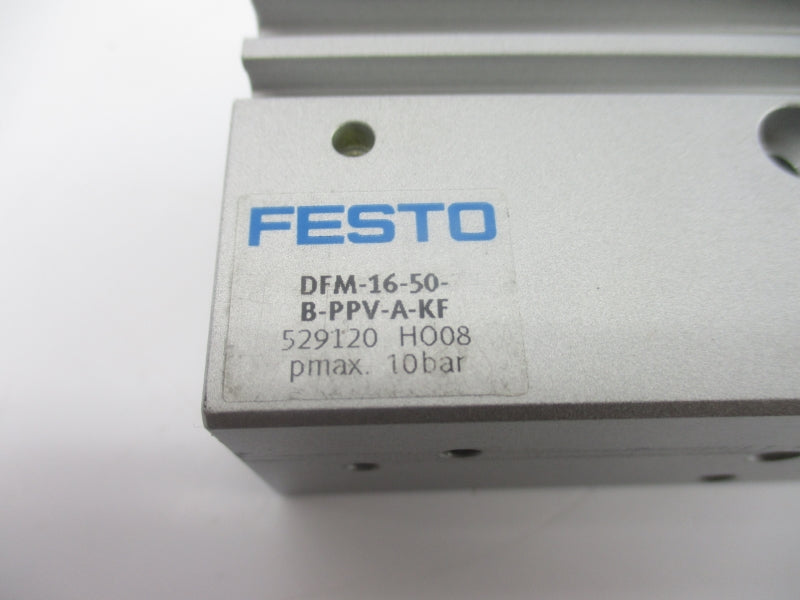 FESTO
DFM-16-50-
B-PPV-A-KF
529120 HO08
pmax. 10bar